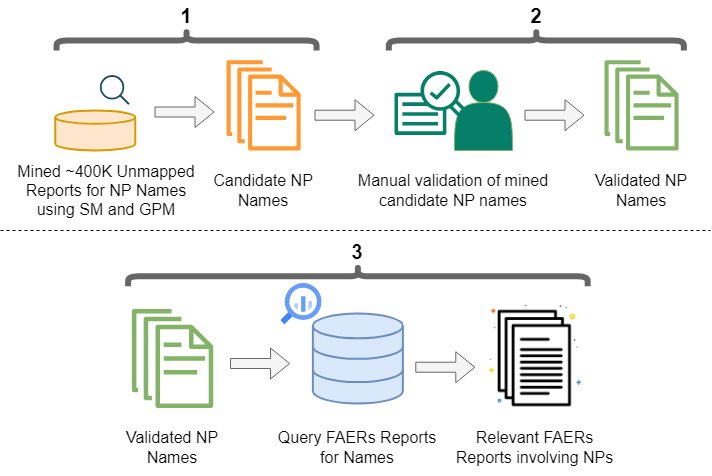 1
2
Mined ~400K Unmapped
Reports for NP Names
using SM and GPM
Candidate NP
Names
Manual validation of mined
candidate NP names
Validated NP
Names
3
Validated NP
Names
Query FAERs Reports
for Names
Relevant FAERs
Reports involving NPs